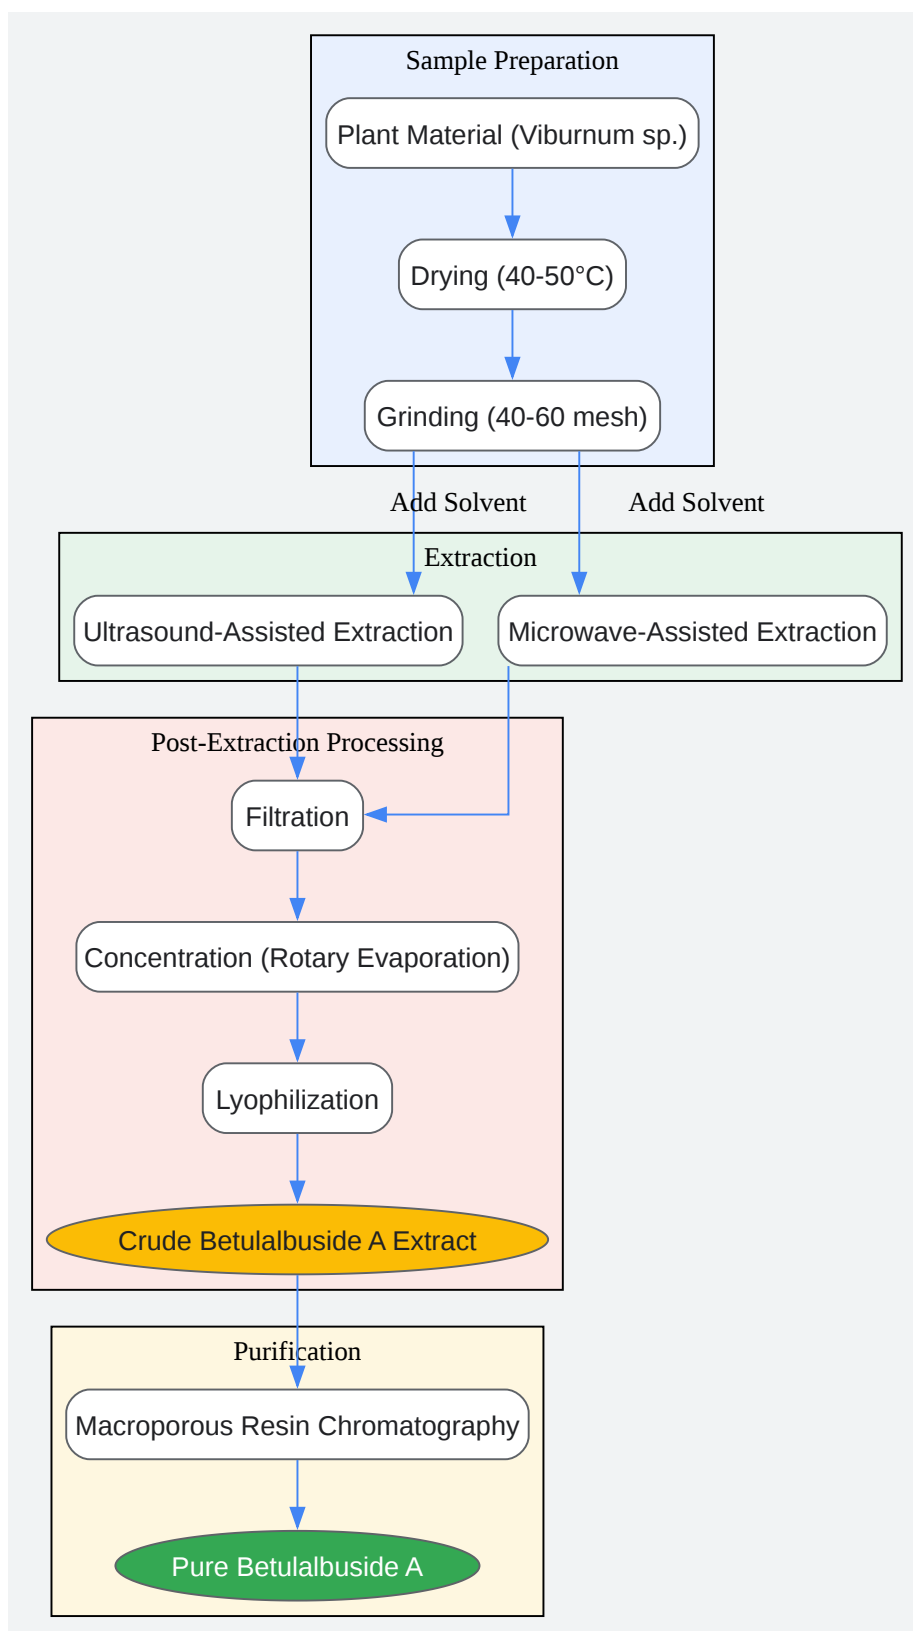 Sample Preparation
Plant Material (Viburnum sp.)
Drying (40-50°C)
Grinding (40-60 mesh)
Add Solvent
Add Solvent
Extraction
Ultrasound-Assisted Extraction
Microwave-Assisted Extraction
Post-Extraction Processing
Filtration
Concentration (Rotary Evaporation)
Lyophilization
Crude Betulalbuside A Extract
Purification
Macroporous Resin Chromatography
Pure Betulalbuside A